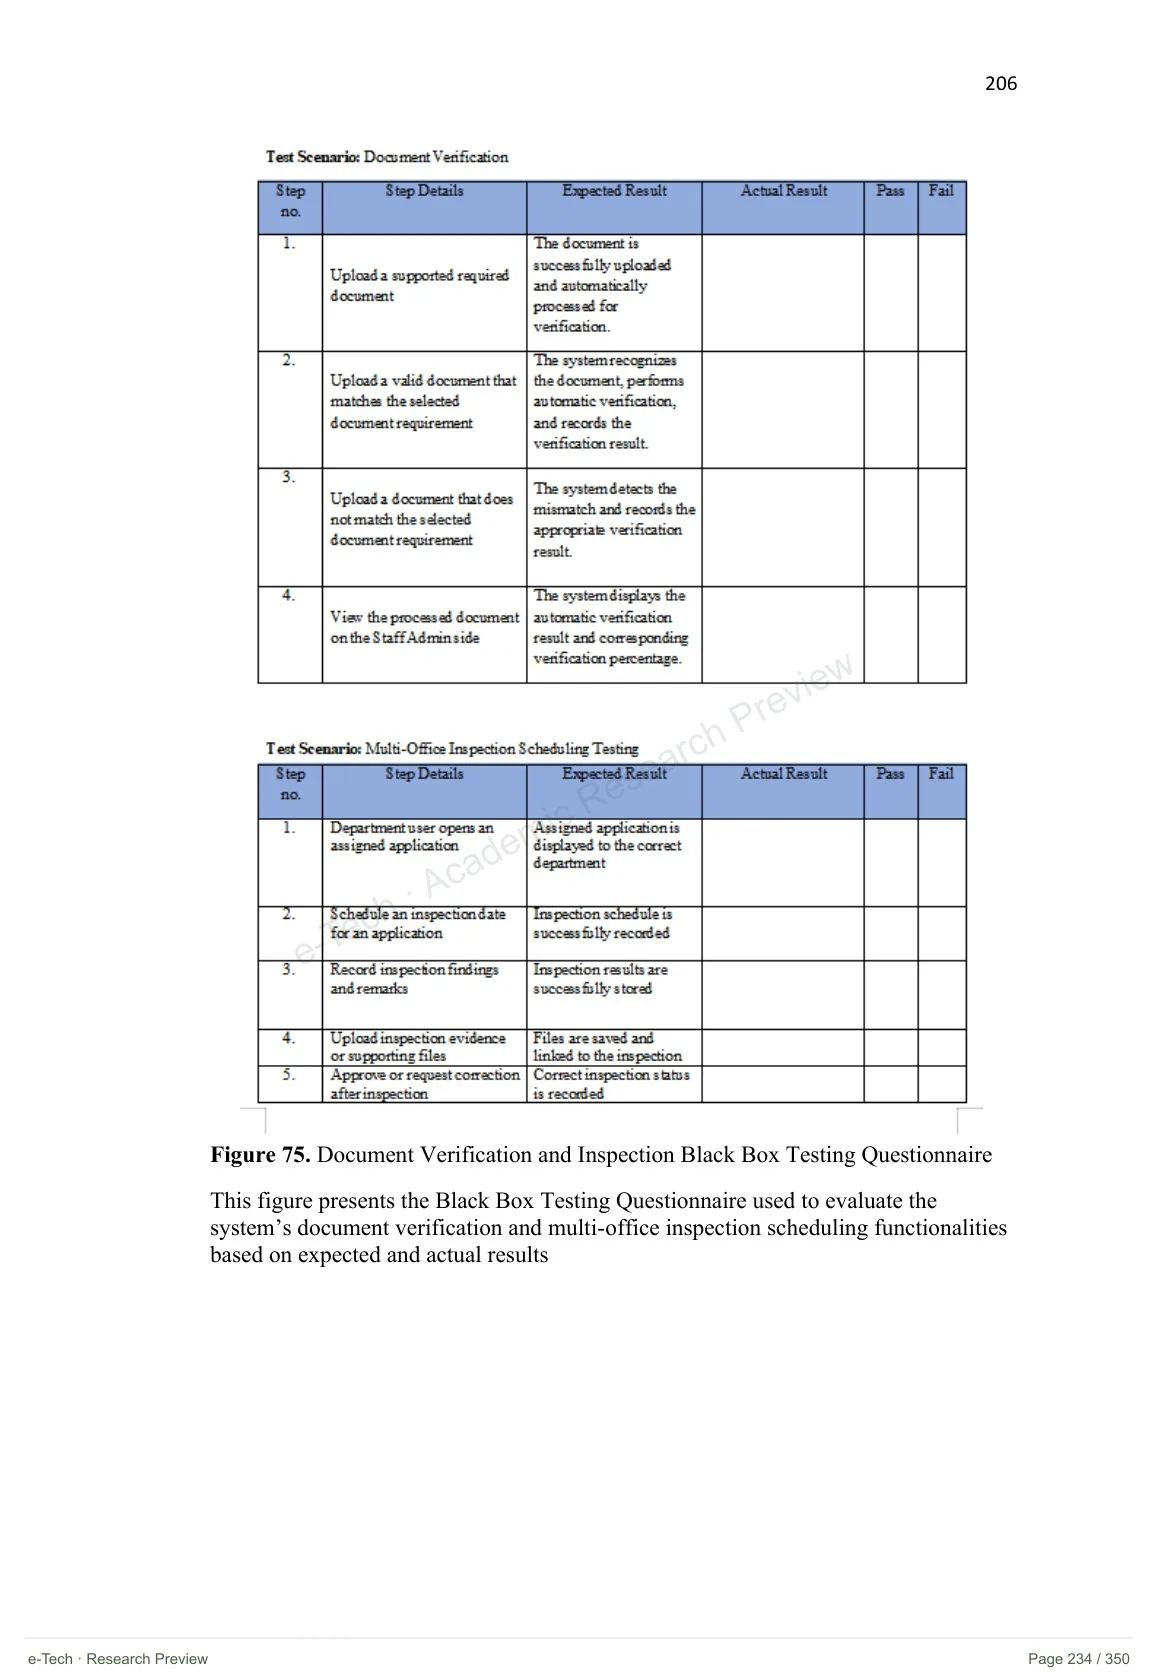 206
Test Scenario: Document Verification
Step no. Step Details Expected Result Actual Result Pass Fail
1. Upload a supported required document The document is successfully uploaded and automatically processed for verification.
2. Upload a valid document that matches the selected document requirement The system recognizes the document, performs automatic verification, and records the verification result.
3. Upload a document that does not match the selected document requirement The system detects the mismatch and records the appropriate verification result.
4. View the processed document on the Staff Admin side The system displays the automatic verification result and corresponding verification percentage.
Test Scenario: Multi-Office Inspection Scheduling Testing
Step no. Step Details Expected Result Actual Result Pass Fail
1. Department user opens an assigned application Assigned application is displayed to the correct department
2. Schedule an inspection date for an application Inspection schedule is successfully recorded
3. Record inspection findings and remarks Inspection results are successfully stored
4. Upload inspection evidence or supporting files Files are saved and linked to the inspection
5. Approve or request correction after inspection Correct inspection status is recorded
e-Tech · Academic Research Preview
Figure 75. Document Verification and Inspection Black Box Testing Questionnaire
This figure presents the Black Box Testing Questionnaire used to evaluate the
system's document verification and multi-office inspection scheduling functionalities
based on expected and actual results
e-Tech · Research Preview
Page 234 / 350